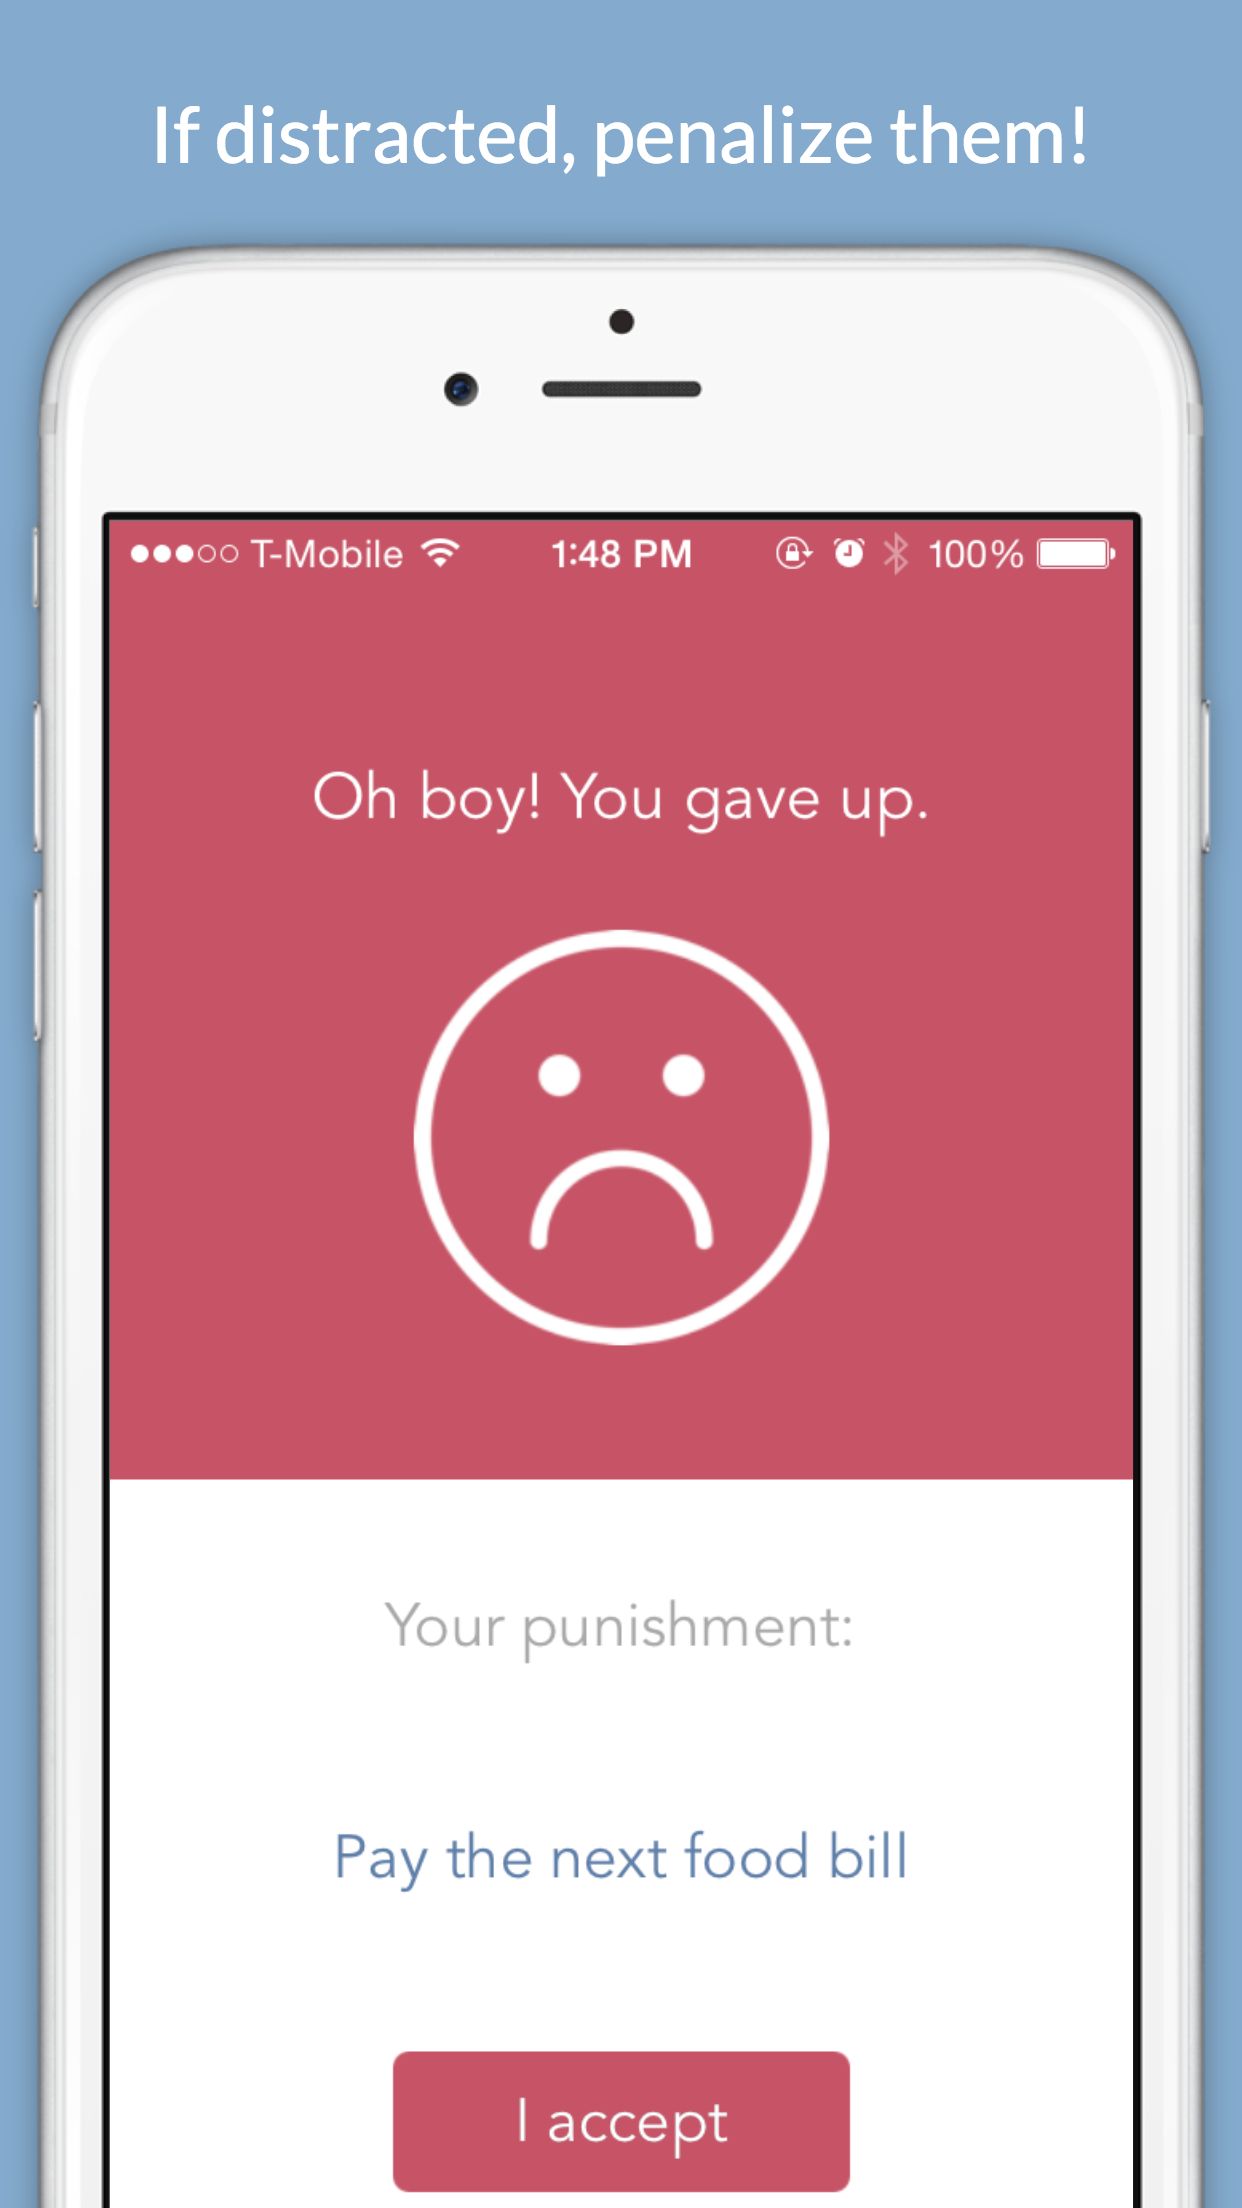 If distracted, penalize them!
T-Mobile 1:48 PM 100%
Oh boy! You gave up.
Your punishment:
Pay the next food bill
I accept